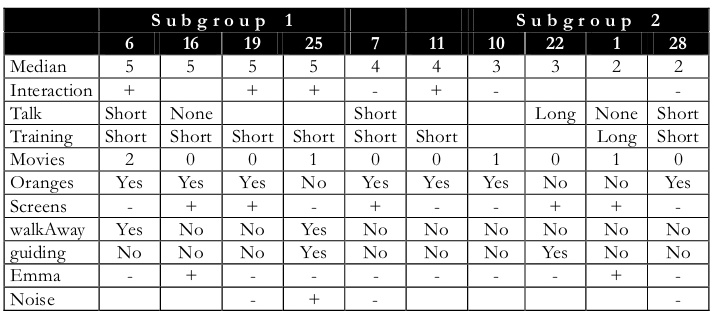 Subgroup 1 Subgroup 2
6 16 19 25 7 11 10 22 1 28
Median 5 5 5 5 4 4 3 3 2 2
Interaction + + + - + - -
Talk Short None Short Long None Short
Training Short Short Short Short Short Short Long Short
Movies 2 0 0 1 0 0 1 0 1 0
Oranges Yes Yes Yes No Yes Yes Yes No No Yes
Screens - + + - + - - + + -
walkAway Yes No No Yes No No No No No No
guiding No No No Yes No No No Yes No No
Emma - + - - - - - - + -
Noise - + - -